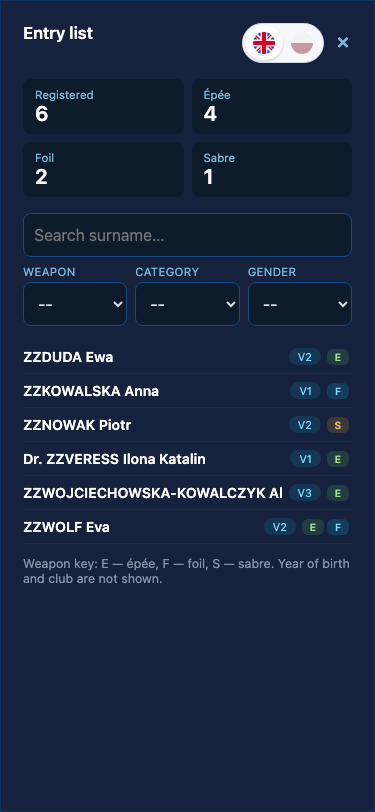 Entry list
×
Registered
6
Épée
4
Foil
2
Sabre
1
Search surname...
WEAPON CATEGORY GENDER
-- -- --
ZZDUDA Ewa V2 E
ZZKOWALSKA Anna V1 F
ZZNOWAK Piotr V2 S
Dr. ZZVERESS Ilona Katalin V1 E
ZZWOJCIECHOWSKA-KOWALCZYK Al V3 E
ZZWOLF Eva V2 E F
Weapon key: E — épée, F — foil, S — sabre. Year of birth
and club are not shown.